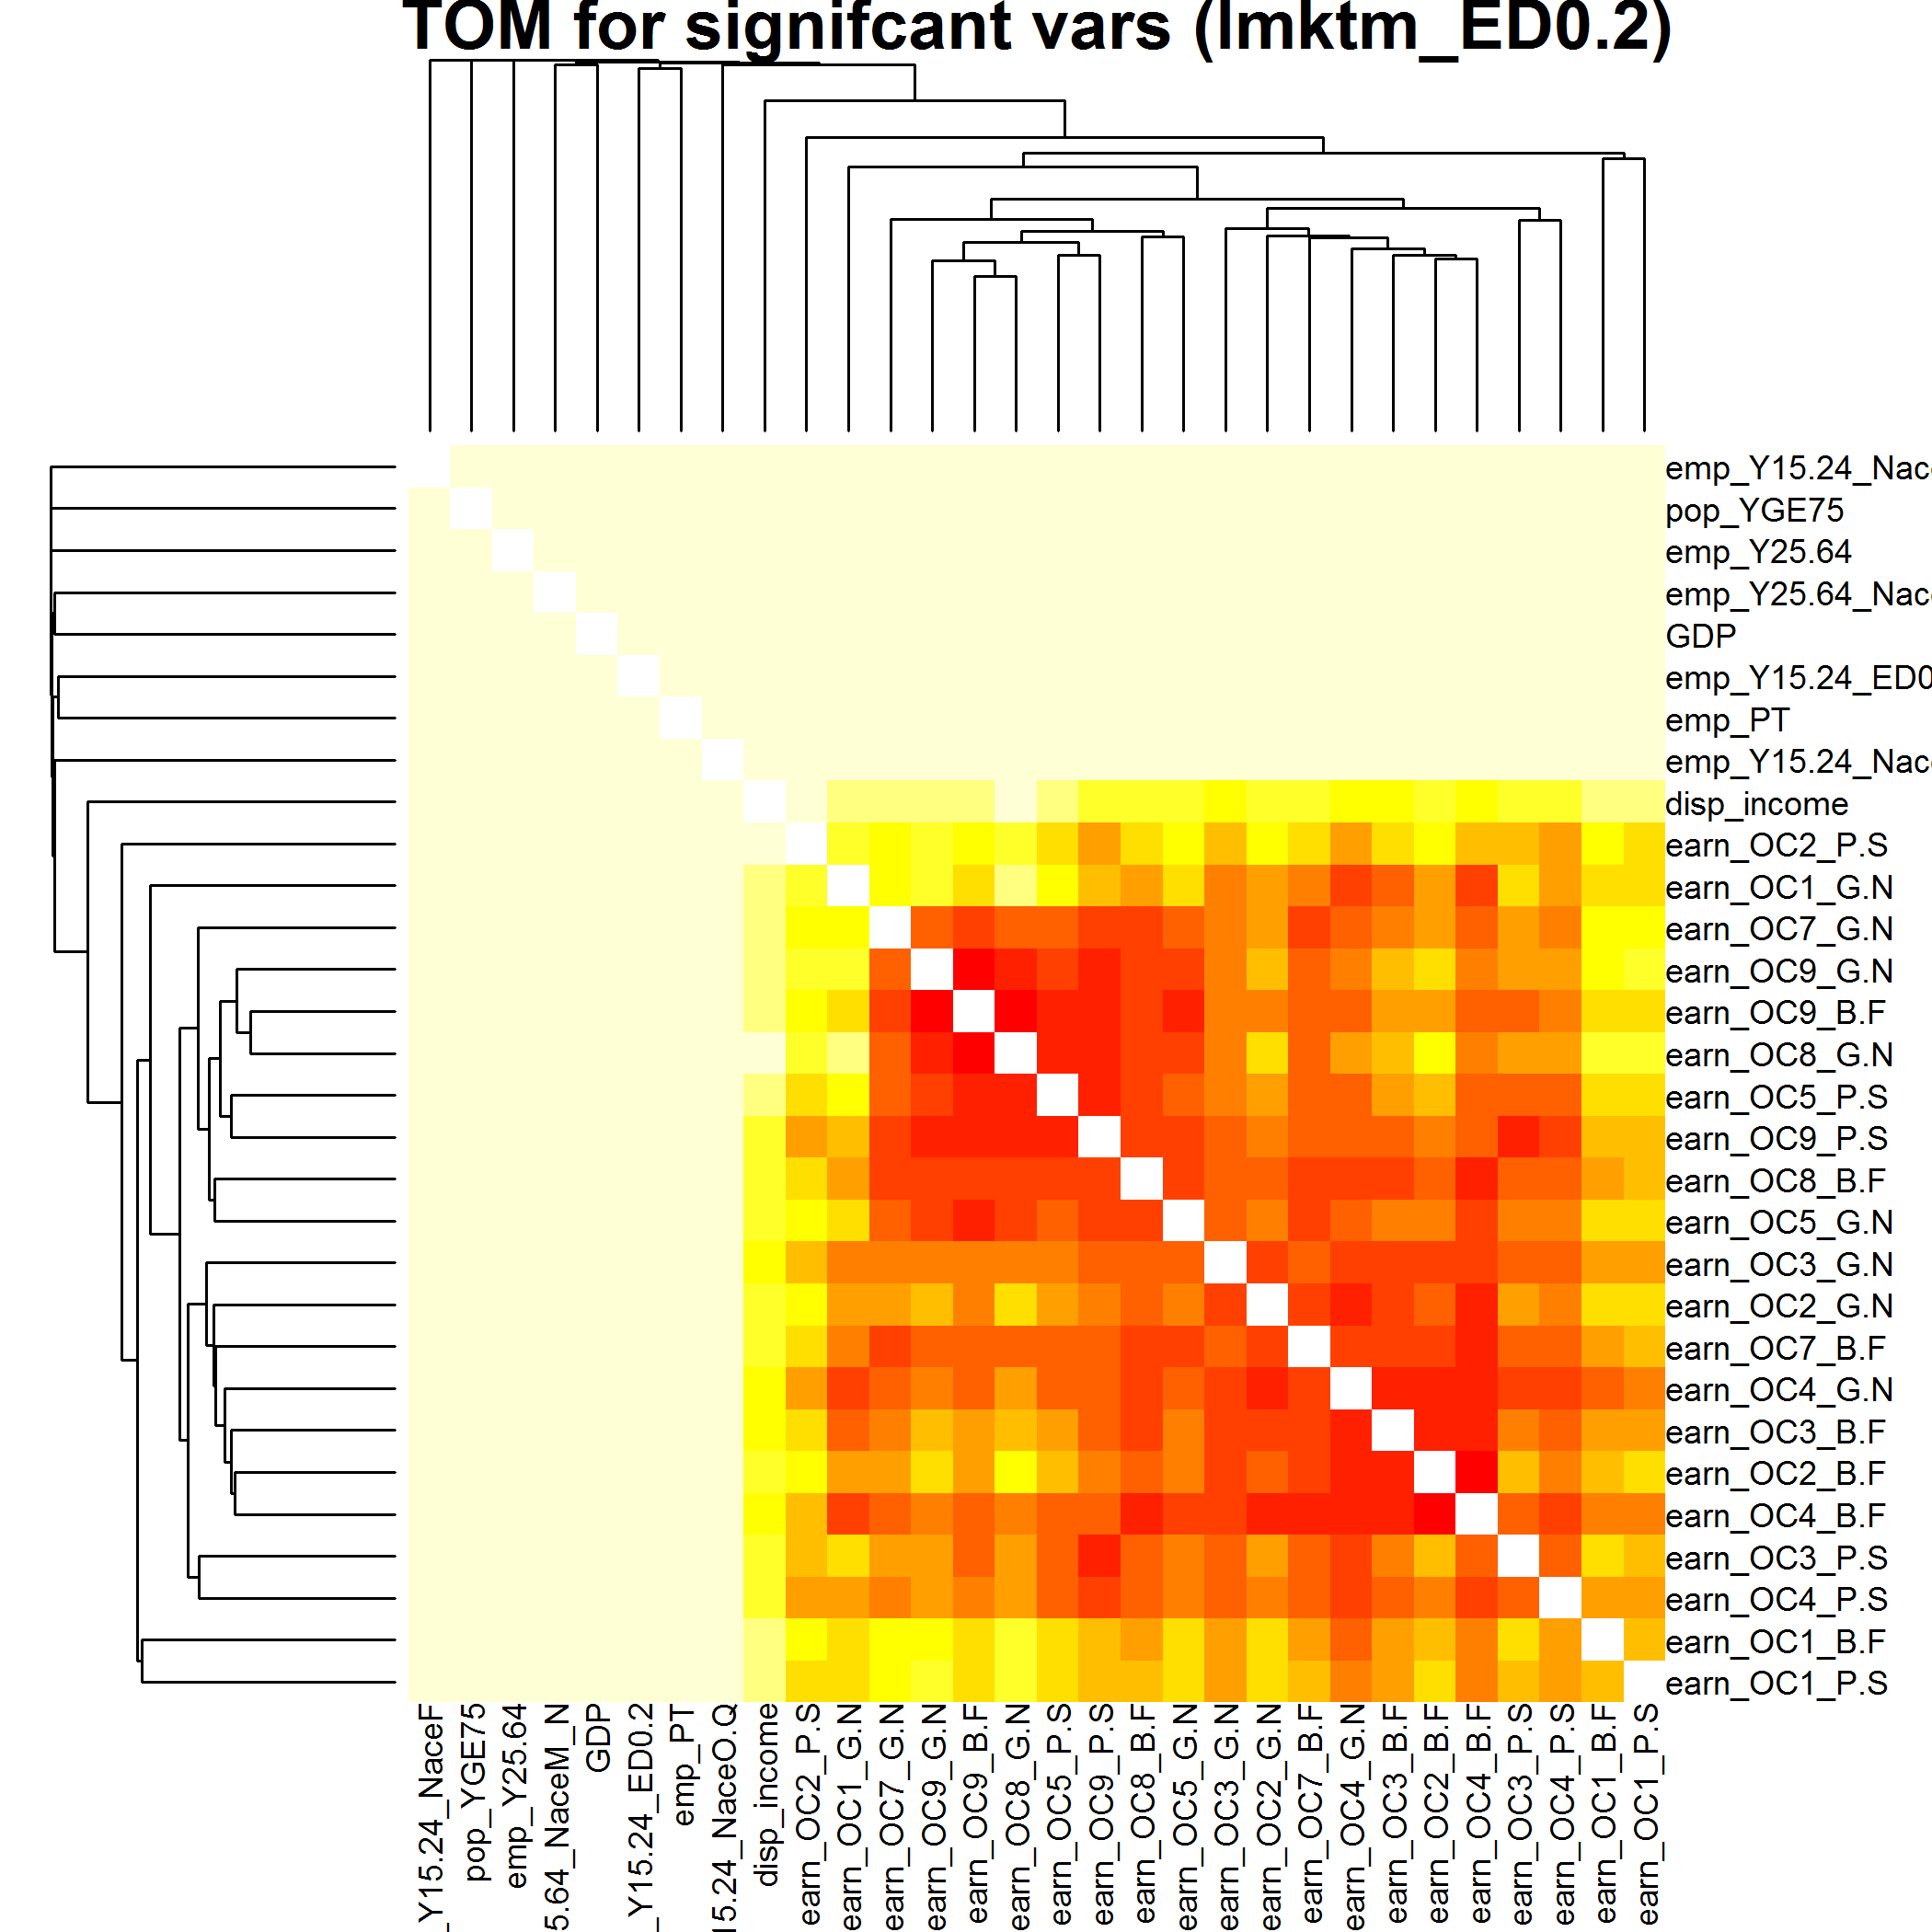 TOM for signifcant vars (lmktm_ED0.2)
emp_Y15.24_Nac
pop_YGE75
emp_Y25.64
emp_Y25.64_Nac
GDP
emp_Y15.24_ED0
emp_PT
emp_Y15.24_Nac
disp_income
earn_OC2_P.S
earn_OC1_G.N
earn_OC7_G.N
earn_OC9_G.N
earn_OC9_B.F
earn_OC8_G.N
earn_OC5_P.S
earn_OC9_P.S
earn_OC8_B.F
earn_OC5_G.N
earn_OC3_G.N
earn_OC2_G.N
earn_OC7_B.F
earn_OC4_G.N
earn_OC3_B.F
earn_OC2_B.F
earn_OC4_B.F
earn_OC3_P.S
earn_OC4_P.S
earn_OC1_B.F
earn_OC1_P.S
_Y15.24_NaceF
pop_YGE75
emp_Y25.64
5.64_NaceM_N
GDP
_Y15.24_ED0.2
emp_PT
15.24_NaceO.Q
disp_income
earn_OC2_P.S
earn_OC1_G.N
earn_OC7_G.N
earn_OC9_G.N
earn_OC9_B.F
earn_OC8_G.N
earn_OC5_P.S
earn_OC9_P.S
earn_OC8_B.F
earn_OC5_G.N
earn_OC3_G.N
earn_OC2_G.N
earn_OC7_B.F
earn_OC4_G.N
earn_OC3_B.F
earn_OC2_B.F
earn_OC4_B.F
earn_OC3_P.S
earn_OC4_P.S
earn_OC1_B.F
earn_OC1_P.S